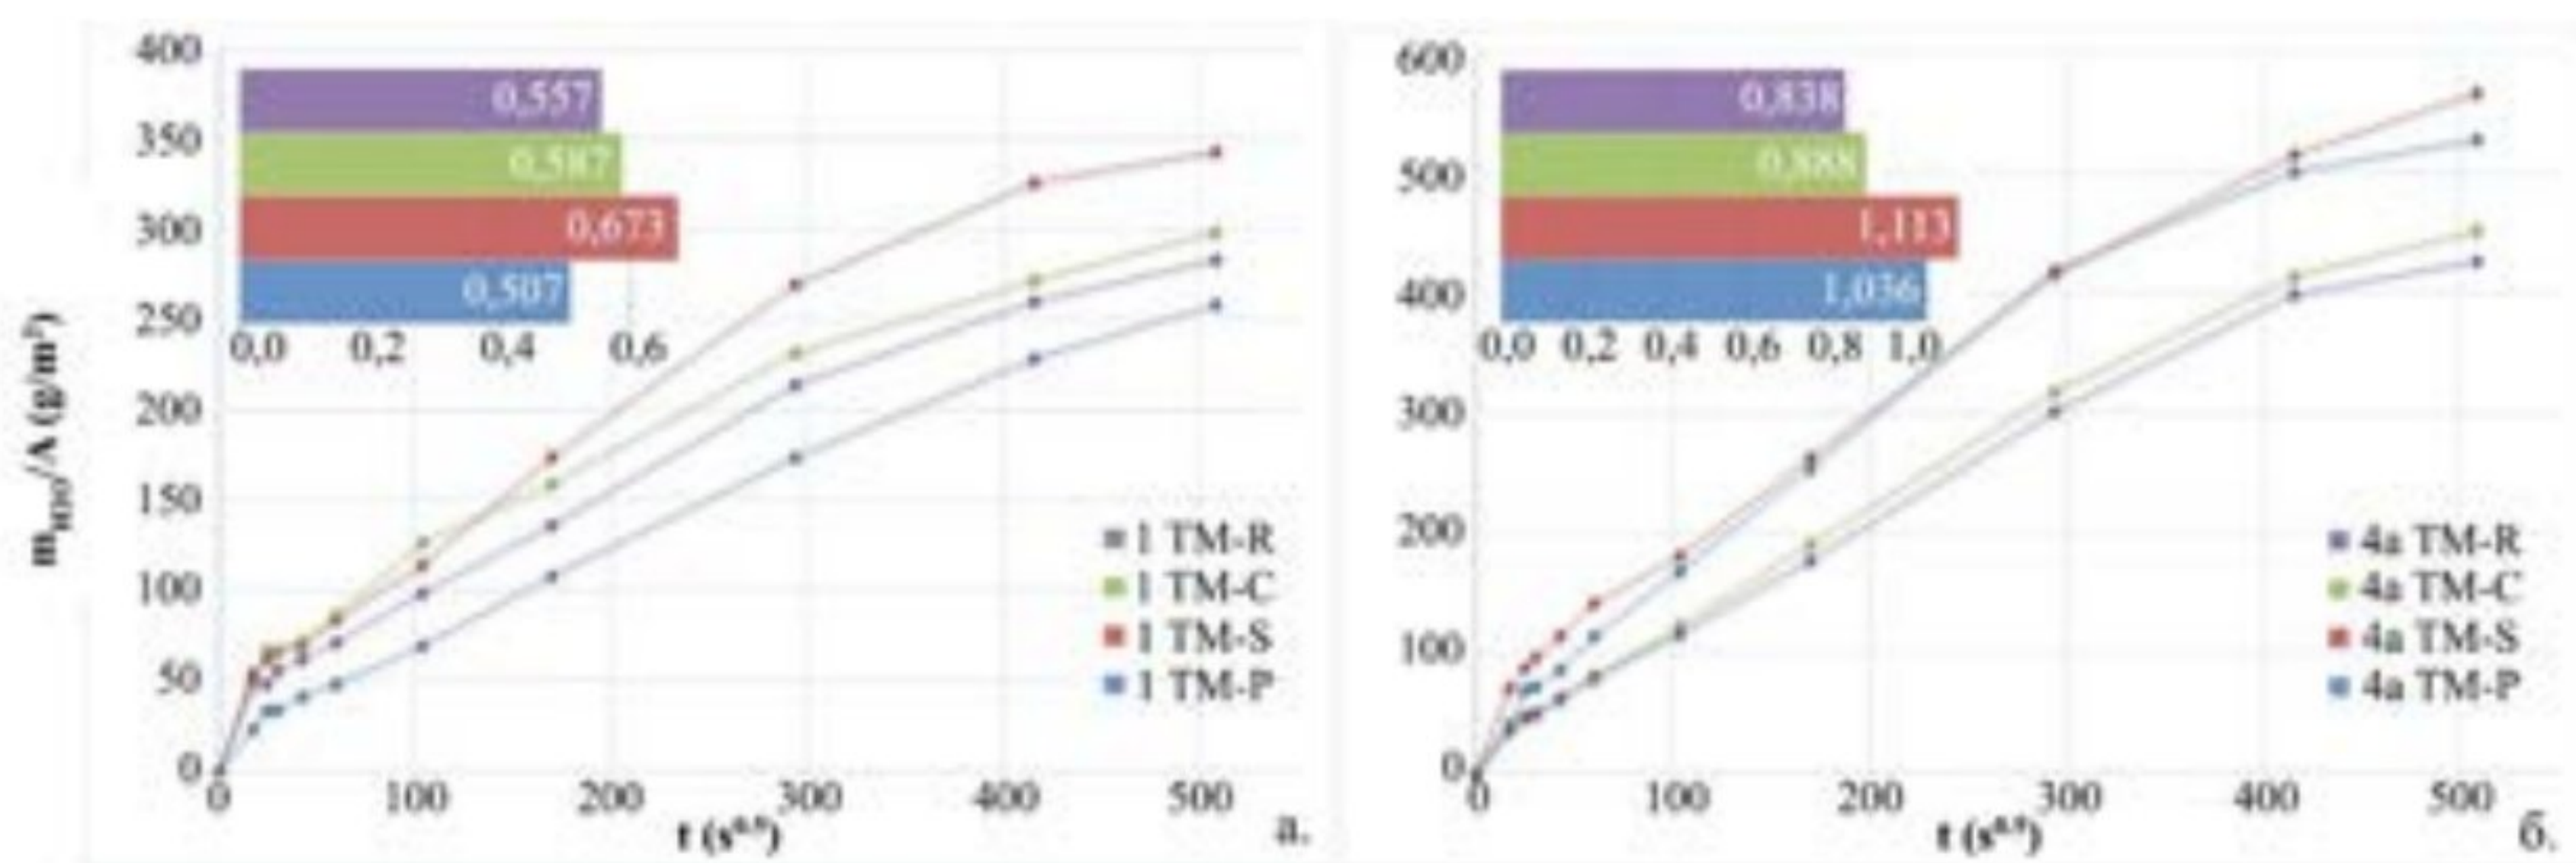 400
350
300
250
200
150
100
50
0
m_H2O/A (g/m²)
0,557
0,587
0,673
0,507
0,0 0,2 0,4 0,6
1 TM-R
1 TM-C
1 TM-S
1 TM-P
0 100 200 300 400 500
t (s⁰·⁵)
а.
600
500
400
300
200
100
0
0,838
0,888
1,113
1,036
0,0 0,2 0,4 0,6 0,8 1,0
4a TM-R
4a TM-C
4a TM-S
4a TM-P
0 100 200 300 400 500
t (s⁰·⁵)
б.